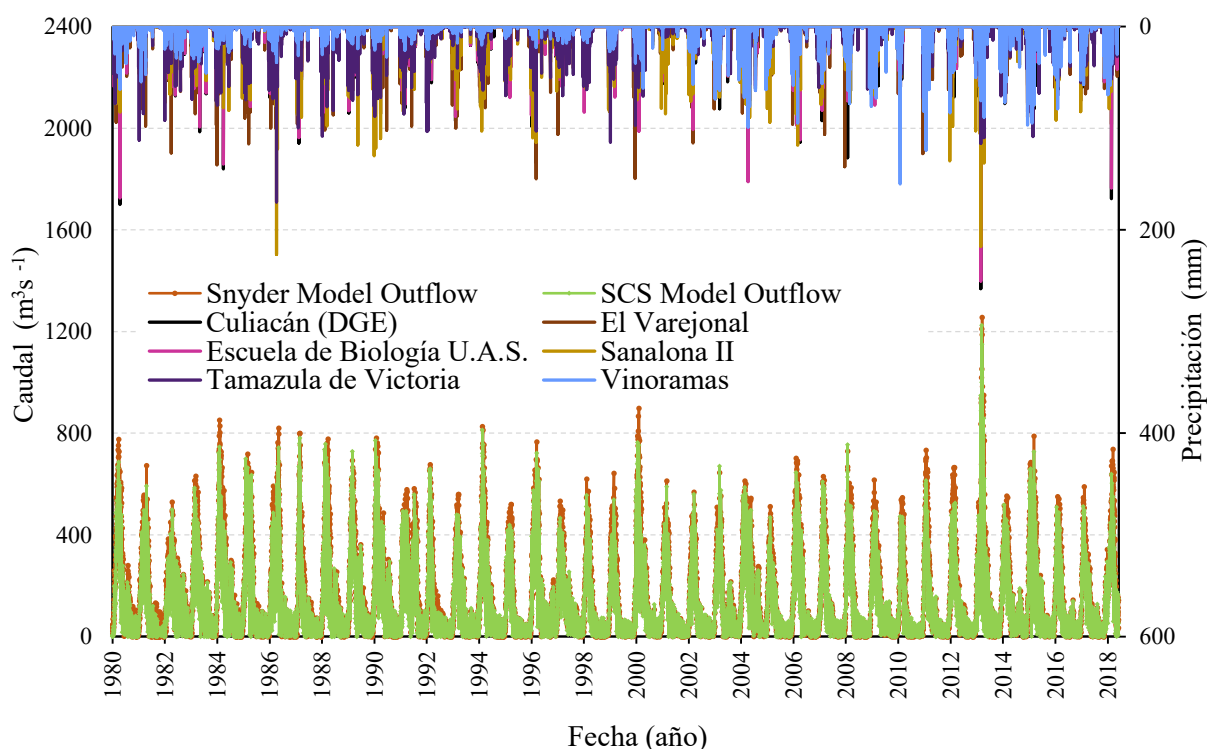 2400
2000
1600
1200
800
400
0
Caudal (m³s ⁻¹)
0
200
400
600
Precipitación (mm)
Snyder Model Outflow
SCS Model Outflow
Culiacán (DGE)
El Varejonal
Escuela de Biología U.A.S.
Sanalona II
Tamazula de Victoria
Vinoramas
1980
1982
1984
1986
1988
1990
1992
1994
1996
1998
2000
2002
2004
2006
2008
2010
2012
2014
2016
2018
Fecha (año)